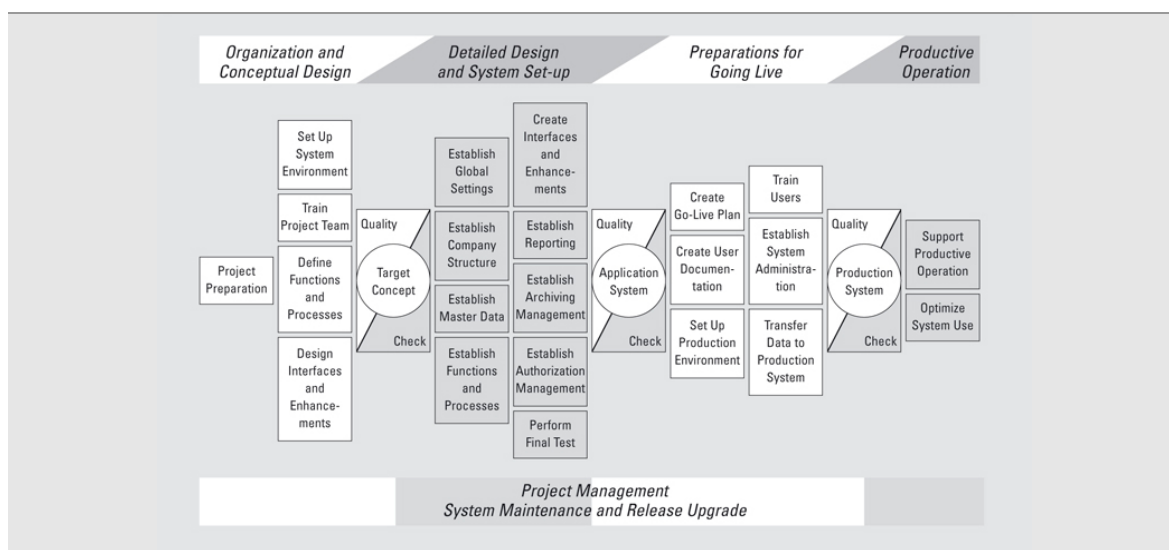 Organization and
Conceptual Design
Detailed Design
and System Set-up
Preparations for
Going Live
Productive
Operation
Project
Preparation
Set Up
System
Environment
Train
Project Team
Define
Functions and
Processes
Design
Interfaces
and
Enhance-
ments
Quality
Target
Concept
Check
Establish
Global
Settings
Establish
Company
Structure
Establish
Master Data
Establish
Functions
and
Processes
Create
Interfaces
and
Enhance-
ments
Establish
Reporting
Establish
Archiving
Management
Establish
Authorization
Management
Perform
Final Test
Quality
Application
System
Check
Create
Go-Live Plan
Create User
Documen-
tation
Set Up
Production
Environment
Train
Users
Establish
System
Administra-
tion
Transfer
Data to
Production
System
Quality
Production
System
Check
Support
Productive
Operation
Optimize
System Use
Project Management
System Maintenance and Release Upgrade